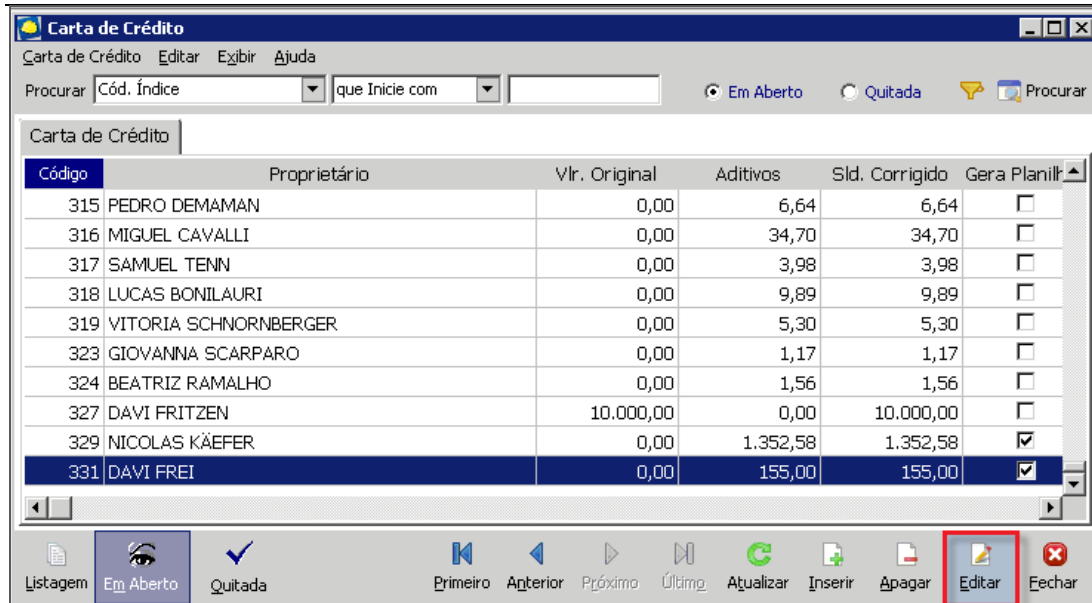 Carta de Crédito
Carta de Crédito Editar Exibir Ajuda
Procurar Cód. Índice que Inicie com Em Aberto Quitada Procurar
Carta de Crédito
Código Proprietário Vlr. Original Aditivos Sld. Corrigido Gera Planilh
315 PEDRO DEMAMAN 0,00 6,64 6,64
316 MIGUEL CAVALLI 0,00 34,70 34,70
317 SAMUEL TENN 0,00 3,98 3,98
318 LUCAS BONILAURI 0,00 9,89 9,89
319 VITORIA SCHNORNBERGER 0,00 5,30 5,30
323 GIOVANNA SCARPARO 0,00 1,17 1,17
324 BEATRIZ RAMALHO 0,00 1,56 1,56
327 DAVI FRITZEN 10.000,00 0,00 10.000,00
329 NICOLAS KÄEFER 0,00 1.352,58 1.352,58
331 DAVI FREI 0,00 155,00 155,00
Listagem Em Aberto Quitada Primeiro Anterior Próximo Último Atualizar Inserir Apagar Editar Fechar